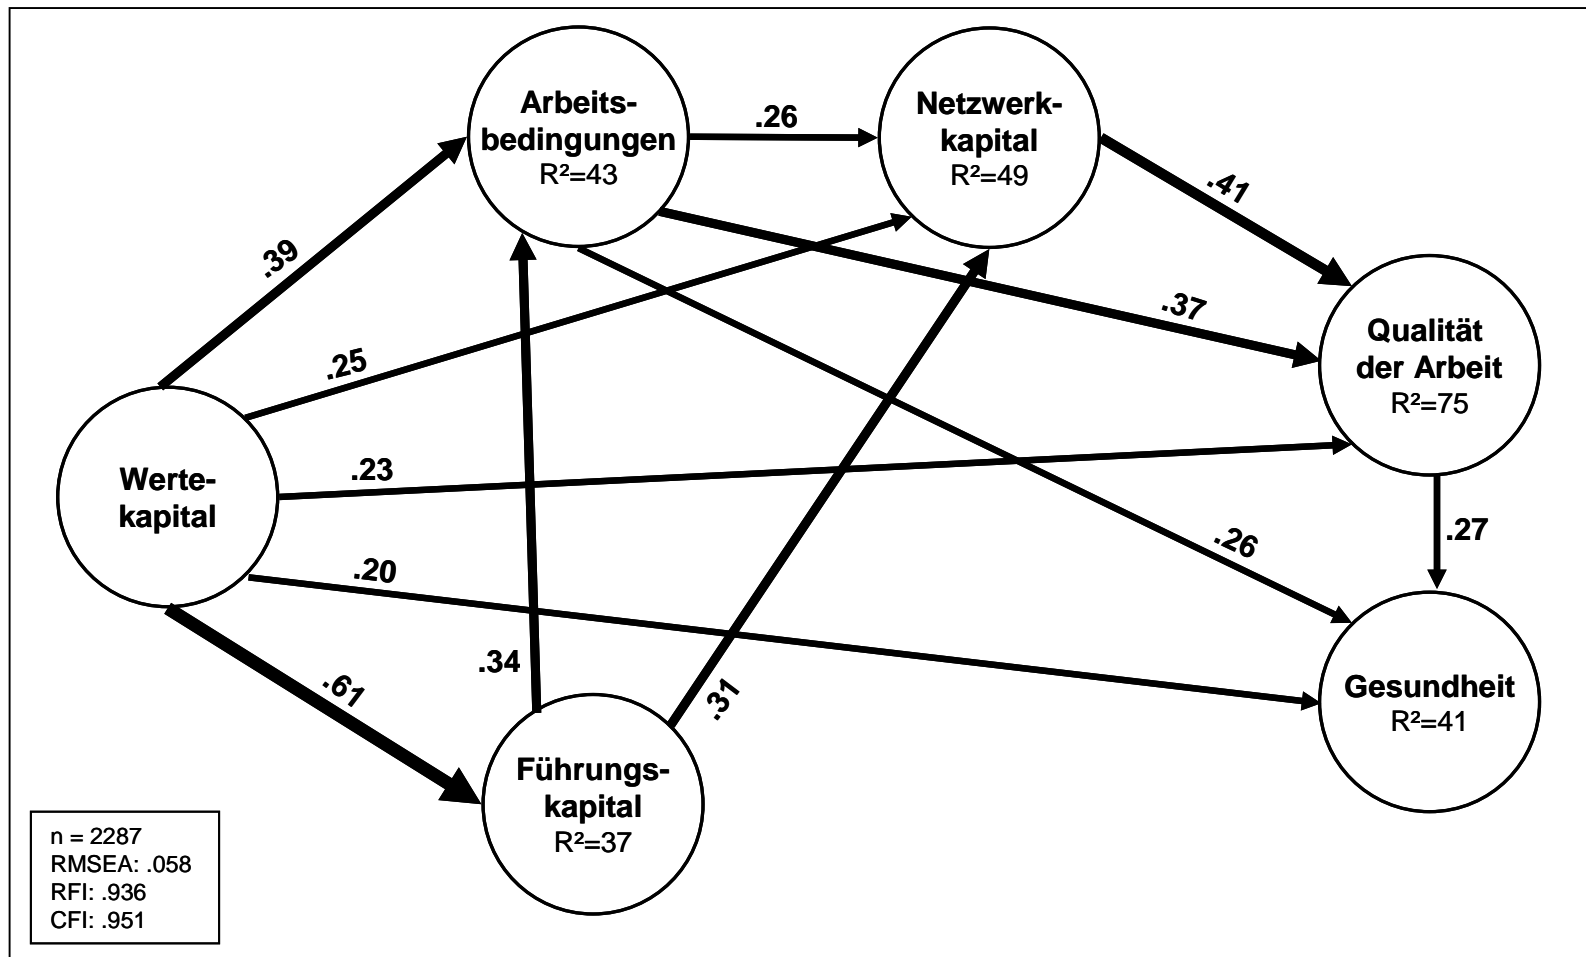 Arbeits-
bedingungen
R²=43
.26
Netzwerk-
kapital
R²=49
.41
.39
.25
.37
Qualität
der Arbeit
R²=75
Werte-
kapital
.23
.20
.26
.27
.61
.34
.31
Gesundheit
R²=41
Führungs-
kapital
R²=37
n = 2287
RMSEA: .058
RFI: .936
CFI: .951